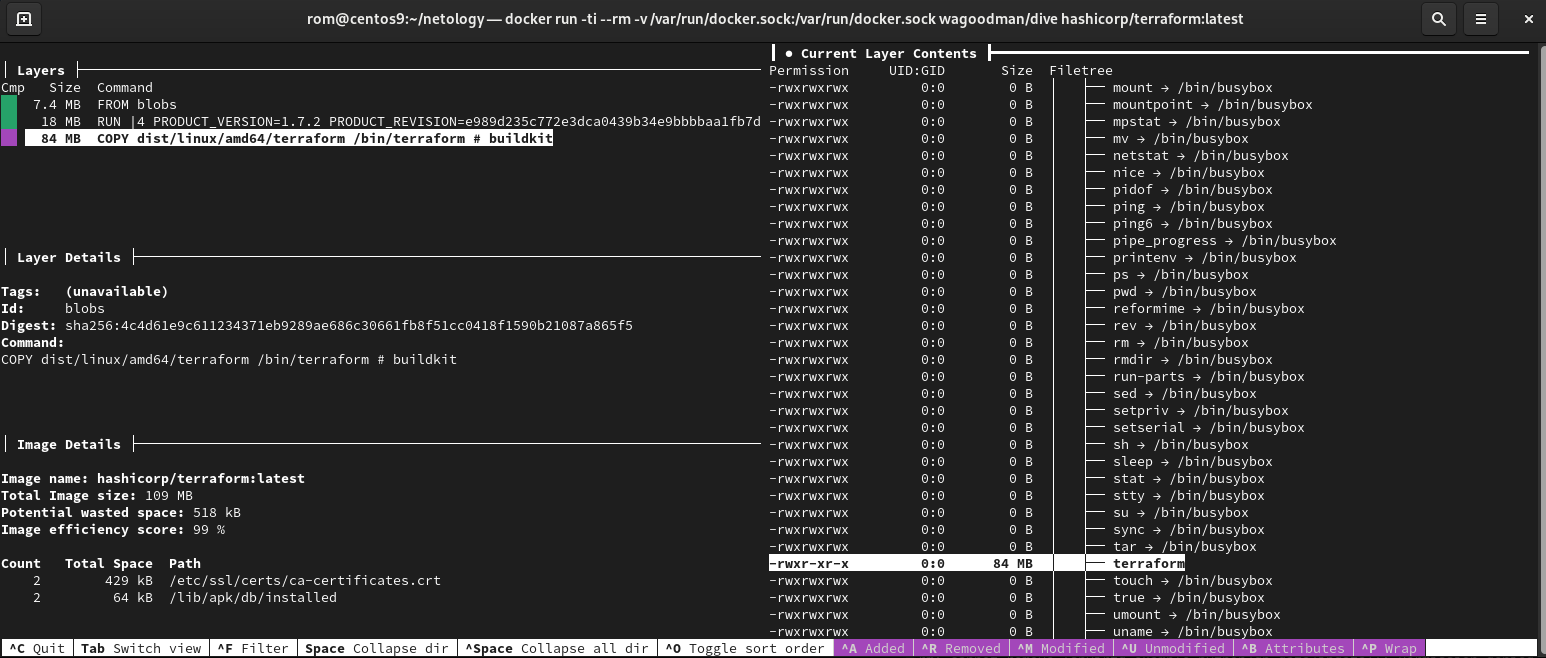 rom@centos9:~/netology — docker run -ti --rm -v /var/run/docker.sock:/var/run/docker.sock wagoodman/dive hashicorp/terraform:latest
Layers
Cmp Size Command
7.4 MB FROM blobs
18 MB RUN |4 PRODUCT_VERSION=1.7.2 PRODUCT_REVISION=e989d235c772e3dca0439b34e9bbbbaa1fb7d
84 MB COPY dist/linux/amd64/terraform /bin/terraform # buildkit
Layer Details
Tags: (unavailable)
Id: blobs
Digest: sha256:4c4d61e9c611234371eb9289ae686c30661fb8f51cc0418f1590b21087a865f5
Command:
COPY dist/linux/amd64/terraform /bin/terraform # buildkit
Image Details
Image name: hashicorp/terraform:latest
Total Image size: 109 MB
Potential wasted space: 518 kB
Image efficiency score: 99 %
Count Total Space Path
2 429 kB /etc/ssl/certs/ca-certificates.crt
2 64 kB /lib/apk/db/installed
● Current Layer Contents
Permission UID:GID Size Filetree
-rwxrwxrwx 0:0 0 B ├── mount → /bin/busybox
-rwxrwxrwx 0:0 0 B ├── mountpoint → /bin/busybox
-rwxrwxrwx 0:0 0 B ├── mpstat → /bin/busybox
-rwxrwxrwx 0:0 0 B ├── mv → /bin/busybox
-rwxrwxrwx 0:0 0 B ├── netstat → /bin/busybox
-rwxrwxrwx 0:0 0 B ├── nice → /bin/busybox
-rwxrwxrwx 0:0 0 B ├── pidof → /bin/busybox
-rwxrwxrwx 0:0 0 B ├── ping → /bin/busybox
-rwxrwxrwx 0:0 0 B ├── ping6 → /bin/busybox
-rwxrwxrwx 0:0 0 B ├── pipe_progress → /bin/busybox
-rwxrwxrwx 0:0 0 B ├── printenv → /bin/busybox
-rwxrwxrwx 0:0 0 B ├── ps → /bin/busybox
-rwxrwxrwx 0:0 0 B ├── pwd → /bin/busybox
-rwxrwxrwx 0:0 0 B ├── reformime → /bin/busybox
-rwxrwxrwx 0:0 0 B ├── rev → /bin/busybox
-rwxrwxrwx 0:0 0 B ├── rm → /bin/busybox
-rwxrwxrwx 0:0 0 B ├── rmdir → /bin/busybox
-rwxrwxrwx 0:0 0 B ├── run-parts → /bin/busybox
-rwxrwxrwx 0:0 0 B ├── sed → /bin/busybox
-rwxrwxrwx 0:0 0 B ├── setpriv → /bin/busybox
-rwxrwxrwx 0:0 0 B ├── setserial → /bin/busybox
-rwxrwxrwx 0:0 0 B ├── sh → /bin/busybox
-rwxrwxrwx 0:0 0 B ├── sleep → /bin/busybox
-rwxrwxrwx 0:0 0 B ├── stat → /bin/busybox
-rwxrwxrwx 0:0 0 B ├── stty → /bin/busybox
-rwxrwxrwx 0:0 0 B ├── su → /bin/busybox
-rwxrwxrwx 0:0 0 B ├── sync → /bin/busybox
-rwxrwxrwx 0:0 0 B ├── tar → /bin/busybox
-rwxr-xr-x 0:0 84 MB ├── terraform
-rwxrwxrwx 0:0 0 B ├── touch → /bin/busybox
-rwxrwxrwx 0:0 0 B ├── true → /bin/busybox
-rwxrwxrwx 0:0 0 B ├── umount → /bin/busybox
-rwxrwxrwx 0:0 0 B ├── uname → /bin/busybox
^C Quit Tab Switch view ^F Filter Space Collapse dir ^Space Collapse all dir ^O Toggle sort order ^A Added ^R Removed ^M Modified ^U Unmodified ^B Attributes ^P Wrap